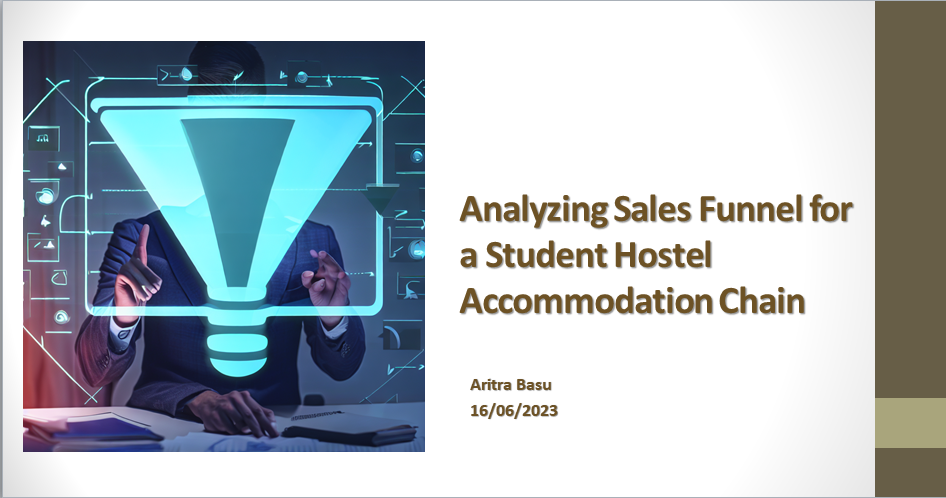 Analyzing Sales Funnel for
a Student Hostel
Accommodation Chain
Aritra Basu
16/06/2023